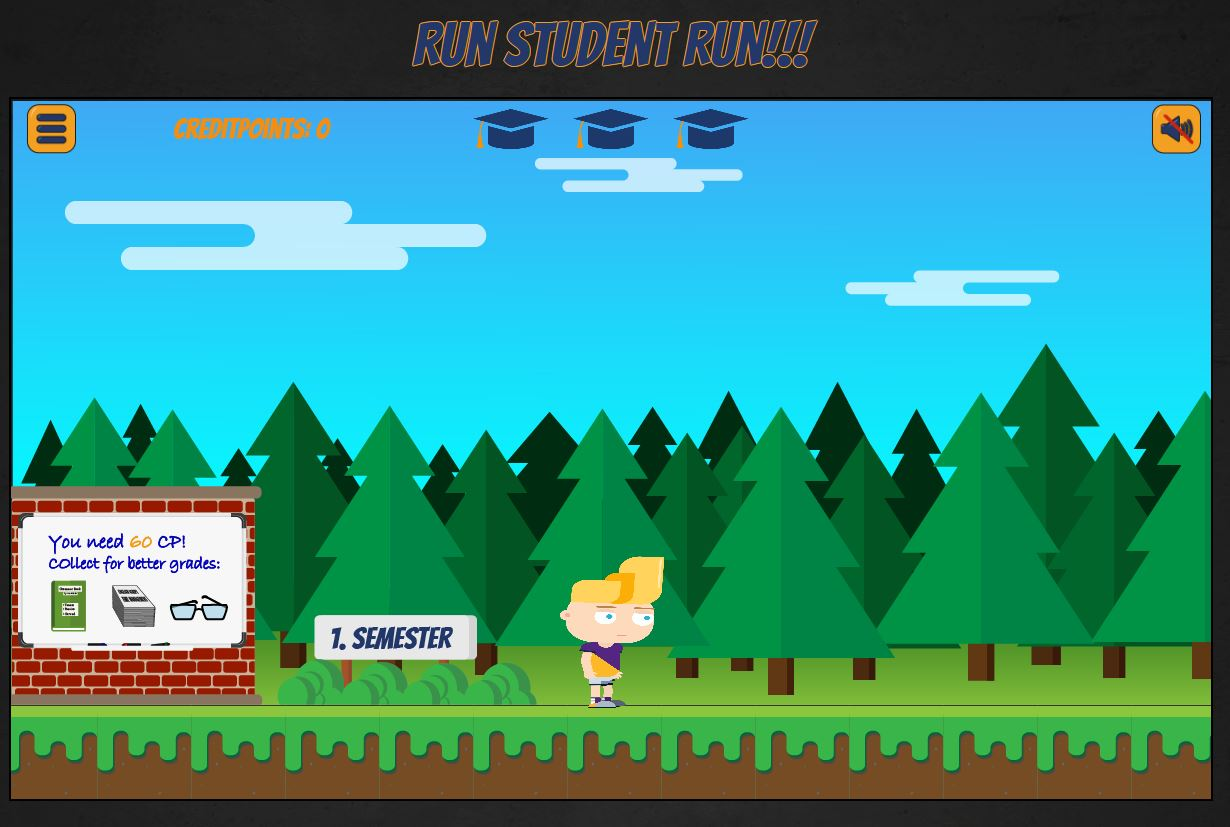 RUN STUDENT RUN!!!
CREDITPOINTS: 0
You need 60 CP!
COllect for better grades:
1. SEMESTER